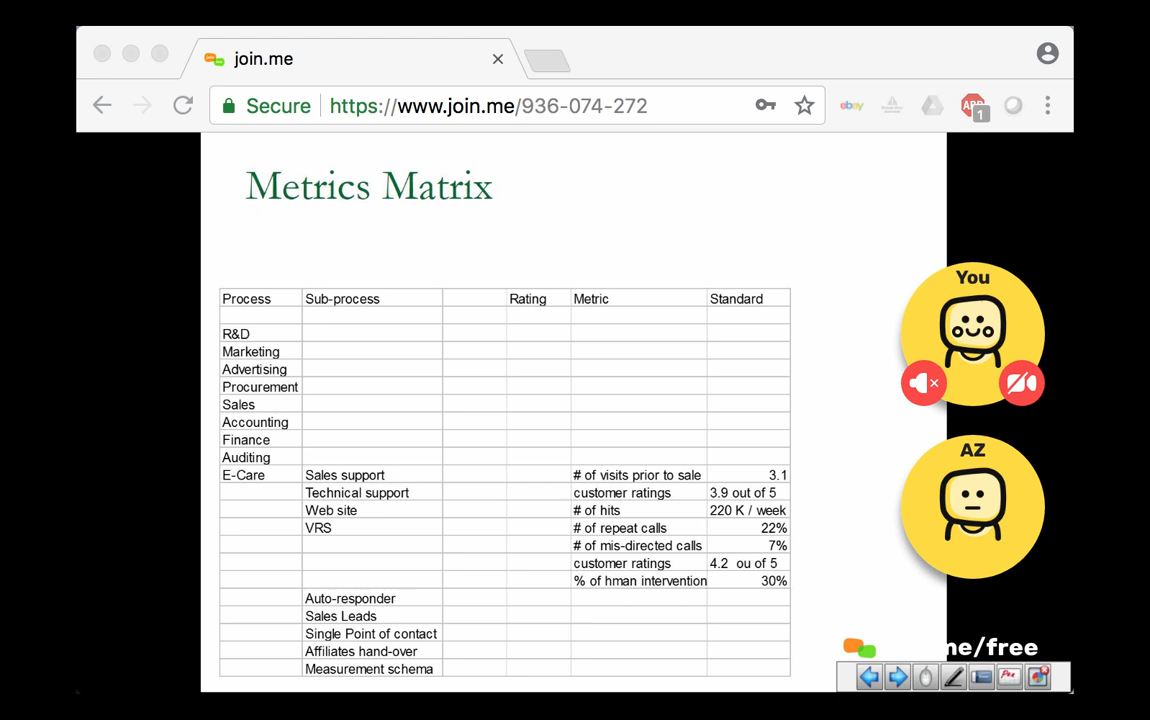 join.me
Secure https://www.join.me/936-074-272
ebay
1
Metrics Matrix
Process Sub-process Rating Metric Standard
R&D
Marketing
Advertising
Procurement
Sales
Accounting
Finance
Auditing
E-Care Sales support # of visits prior to sale 3.1
Technical support customer ratings 3.9 out of 5
Web site # of hits 220 K / week
VRS # of repeat calls 22%
# of mis-directed calls 7%
customer ratings 4.2 ou of 5
% of hman intervention 30%
Auto-responder
Sales Leads
Single Point of contact
Affiliates hand-over
Measurement schema
You
AZ
me/free
Pen